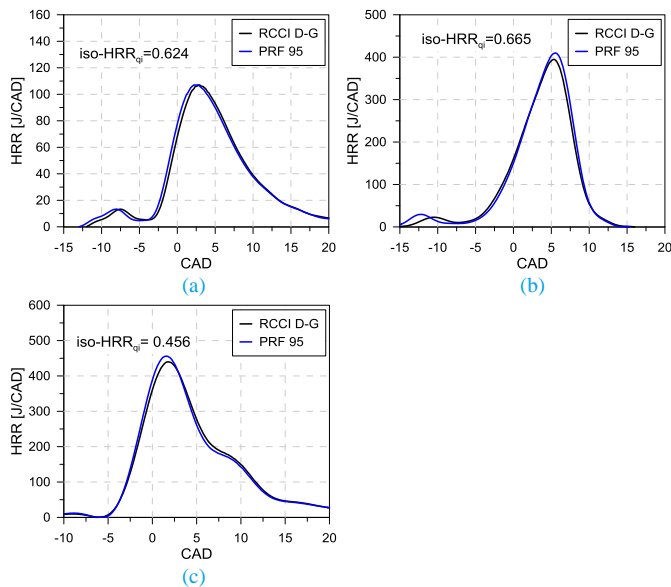 160
140
120
100
80
60
40
20
0
HRR [J/CAD]
iso-HRRqi=0.624
RCCI D-G
PRF 95
-15 -10 -5 0 5 10 15 20
CAD
(a)
500
400
300
200
100
0
HRR [J/CAD]
iso-HRRqi=0.665
RCCI D-G
PRF 95
-15 -10 -5 0 5 10 15 20
CAD
(b)
600
500
400
300
200
100
0
HRR [J/CAD]
iso-HRRqi= 0.456
RCCI D-G
PRF 95
-10 -5 0 5 10 15 20
CAD
(c)